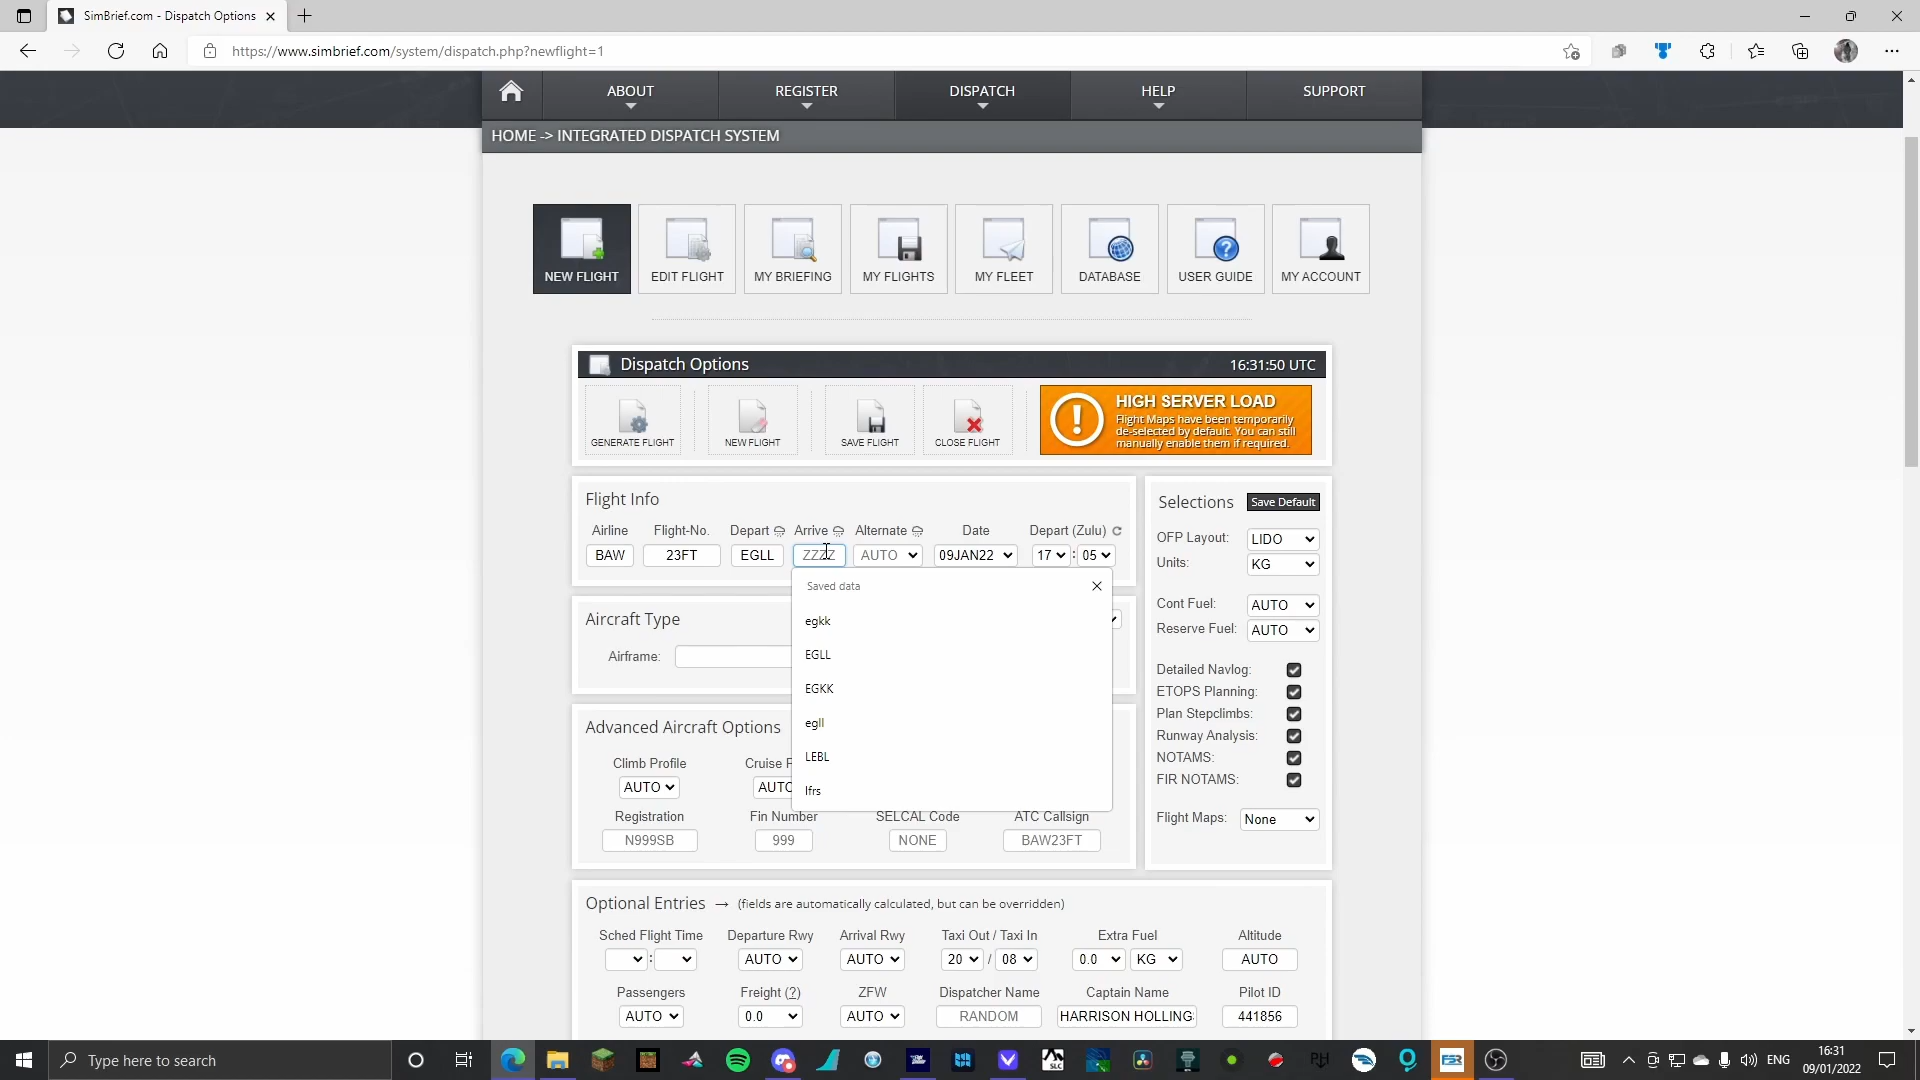 SimBrief.com - Dispatch Options
https://www.simbrief.com/system/dispatch.php?newflight=1
ABOUT REGISTER DISPATCH HELP SUPPORT
HOME -> INTEGRATED DISPATCH SYSTEM
NEW FLIGHT EDIT FLIGHT MY BRIEFING MY FLIGHTS MY FLEET DATABASE USER GUIDE MY ACCOUNT
Dispatch Options 16:31:50 UTC
HIGH SERVER LOAD
Flight Maps have been temporarily
de-selected by default. You can still
manually enable them if required.
GENERATE FLIGHT NEW FLIGHT SAVE FLIGHT CLOSE FLIGHT
Flight Info
Airline Flight-No. Depart Arrive Alternate Date Depart (Zulu)
BAW 23FT EGLL ZZZZ AUTO 09JAN22 17 : 05
Saved data
egkk
EGLL
EGKK
egll
LEBL
lfrs
Aircraft Type
Airframe:
Advanced Aircraft Options
Climb Profile
AUTO
Registration Fin Number SELCAL Code ATC Callsign
N999SB 999 NONE BAW23FT
Selections Save Default
OFP Layout: LIDO
Units: KG
Cont Fuel: AUTO
Reserve Fuel: AUTO
Detailed Navlog:
ETOPS Planning:
Plan Stepclimbs:
Runway Analysis:
NOTAMS:
FIR NOTAMS:
Flight Maps: None
Optional Entries → (fields are automatically calculated, but can be overridden)
Sched Flight Time Departure Rwy Arrival Rwy Taxi Out / Taxi In Extra Fuel Altitude
: AUTO AUTO 20 / 08 0.0 KG AUTO
Passengers Freight (?) ZFW Dispatcher Name Captain Name Pilot ID
AUTO 0.0 AUTO RANDOM HARRISON HOLLING 441856
Type here to search
FSR
ENG
16:31
09/01/2022